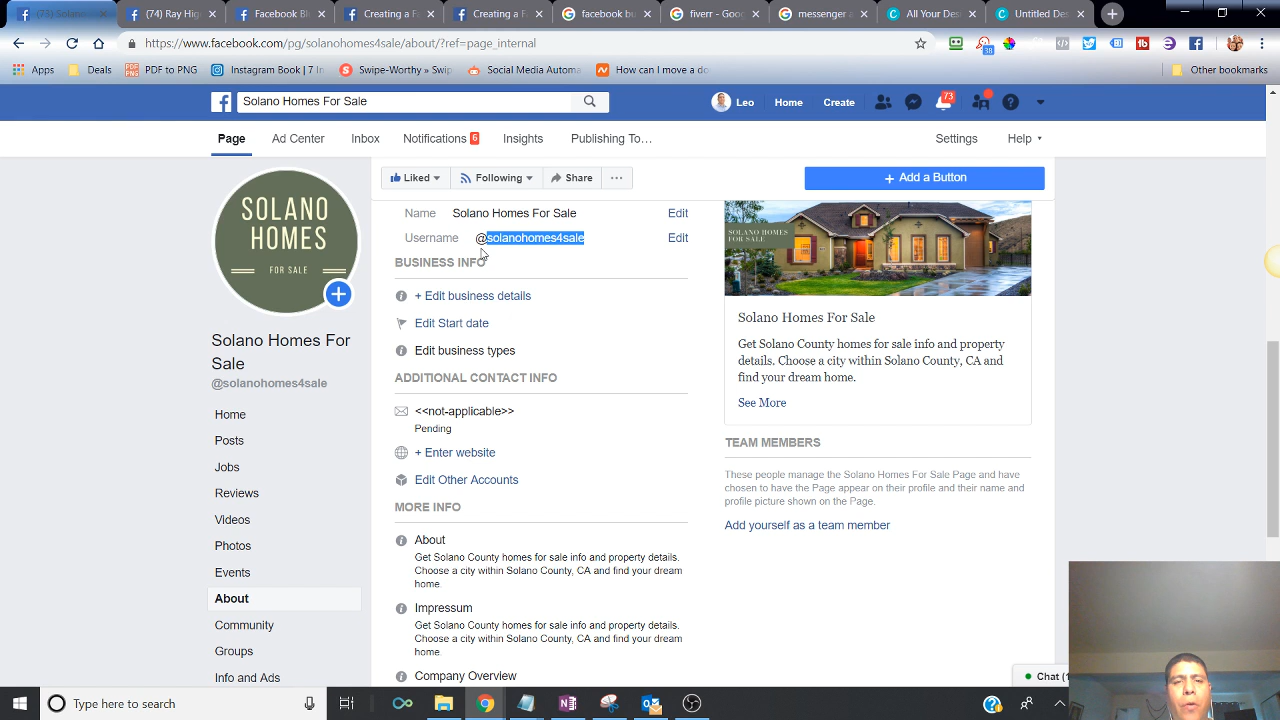 (73) Solano
(74) Ray Hig
Facebook Bl
Creating a F
Creating a B
facebook bu
fiverr - Goo
messenger a
All Your Des
Untitled Des
https://www.facebook.com/pg/solanohomes4sale/about/?ref=page_internal
38
Apps
Deals
PDF to PNG
Instagram Book | 7 In
Swipe-Worthy » Swip
Social Media Automa
How can I move a do
Other bookmarks
Solano Homes For Sale
Leo
Home
Create
73
Page
Ad Center
Inbox
Notifications 6
Insights
Publishing To…
Settings
Help
Liked
Following
Share
+ Add a Button
SOLANO
HOMES
FOR SALE
Solano Homes For
Sale
@solanohomes4sale
Home
Posts
Jobs
Reviews
Videos
Photos
Events
About
Community
Groups
Info and Ads
Name Solano Homes For Sale Edit
Username @solanohomes4sale Edit
BUSINESS INFO
+ Edit business details
Edit Start date
Edit business types
ADDITIONAL CONTACT INFO
<<not-applicable>>
Pending
+ Enter website
Edit Other Accounts
MORE INFO
About
Get Solano County homes for sale info and property details.
Choose a city within Solano County, CA and find your dream
home.
Impressum
Get Solano County homes for sale info and property details.
Choose a city within Solano County, CA and find your dream
home.
Company Overview
SOLANO HOMES
FOR SALE
Solano Homes For Sale
Get Solano County homes for sale info and property
details. Choose a city within Solano County, CA and
find your dream home.
See More
TEAM MEMBERS
These people manage the Solano Homes For Sale Page and have
chosen to have the Page appear on their profile and their name and
profile picture shown on the Page.
Add yourself as a team member
Chat (1
Type here to search